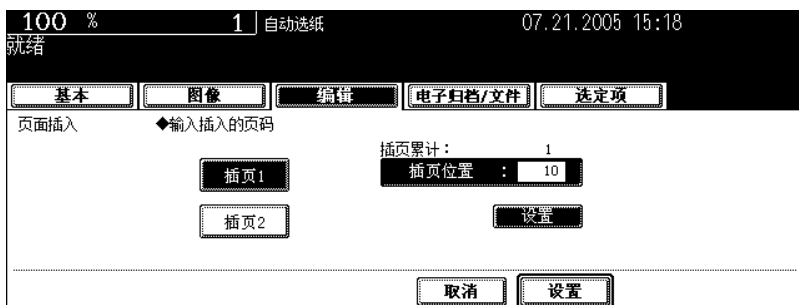 100 % 1 自动选纸 07.21.2005 15:18
就绪
基本 图像 编辑 电子归档/文件 选定项
页面插入 ◆输入插入的页码
插页累计： 1
插页1 插页位置 ： 10
插页2 设置
取消 设置